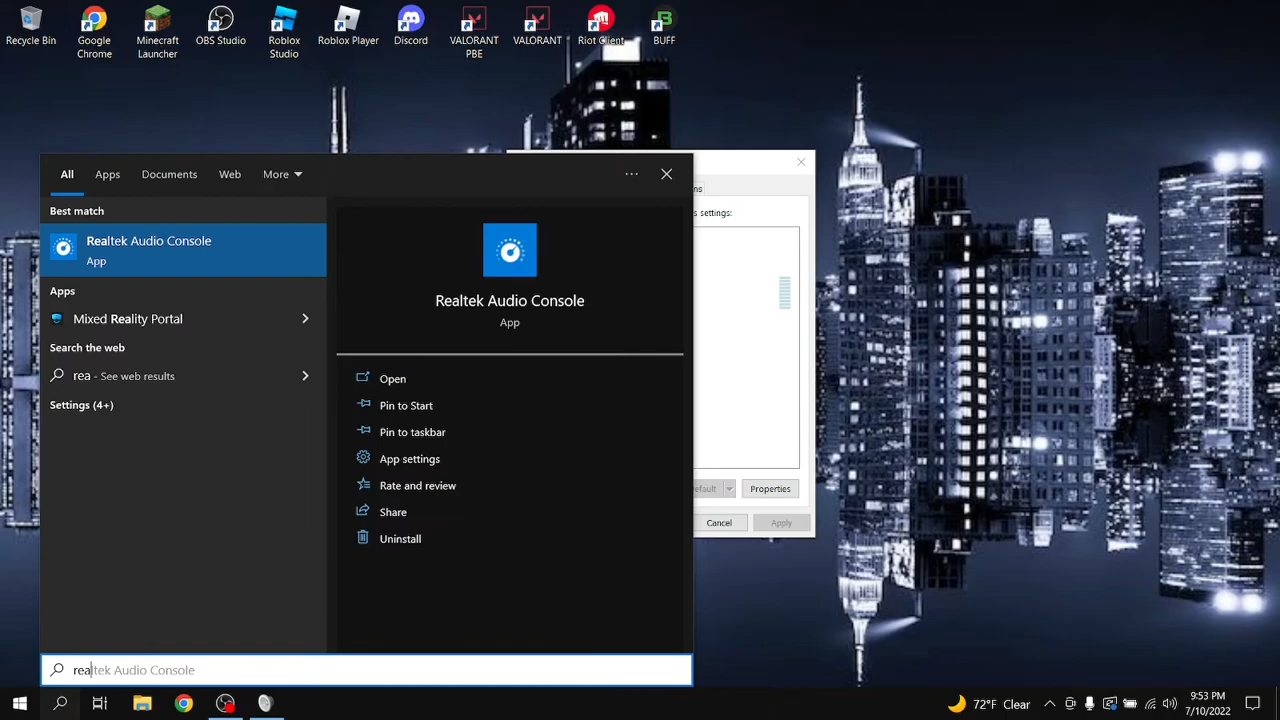 Recycle Bin
Google
Chrome
Minecraft
Launcher
OBS Studio
Roblox
Studio
Roblox Player
Discord
VALORANT
PBE
VALORANT
Riot Client
BUFF
All
Apps
Documents
Web
More
Best match
Realtek Audio Console
App
Apps
Mixed Reality Portal
Search the web
rea - See web results
Settings (4+)
Realtek Audio Console
App
Open
Pin to Start
Pin to taskbar
App settings
Rate and review
Share
Uninstall
settings:
Properties
Cancel
Apply
realtek Audio Console
72°F Clear
9:53 PM
7/10/2022